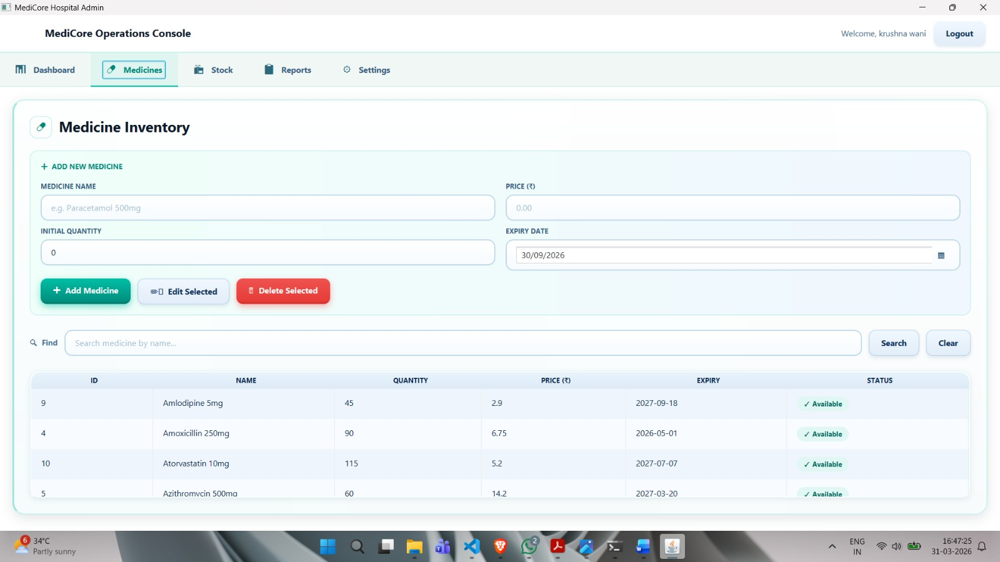 MediCore Hospital Admin
MediCore Operations Console
Welcome, krushna wani
Logout
Dashboard
Medicines
Stock
Reports
Settings
Medicine Inventory
+ ADD NEW MEDICINE
MEDICINE NAME
PRICE (₹)
e.g. Paracetamol 500mg
0.00
INITIAL QUANTITY
EXPIRY DATE
0
30/09/2026
+ Add Medicine
Edit Selected
Delete Selected
Find
Search medicine by name...
Search
Clear
ID NAME QUANTITY PRICE (₹) EXPIRY STATUS
9 Amlodipine 5mg 45 2.9 2027-09-18 ✓ Available
4 Amoxicillin 250mg 90 6.75 2026-05-01 ✓ Available
10 Atorvastatin 10mg 115 5.2 2027-07-07 ✓ Available
5 Azithromycin 500mg 60 14.2 2027-03-20 ✓ Available
6
34°C
Partly sunny
2
ENG
IN
16:47:25
31-03-2026